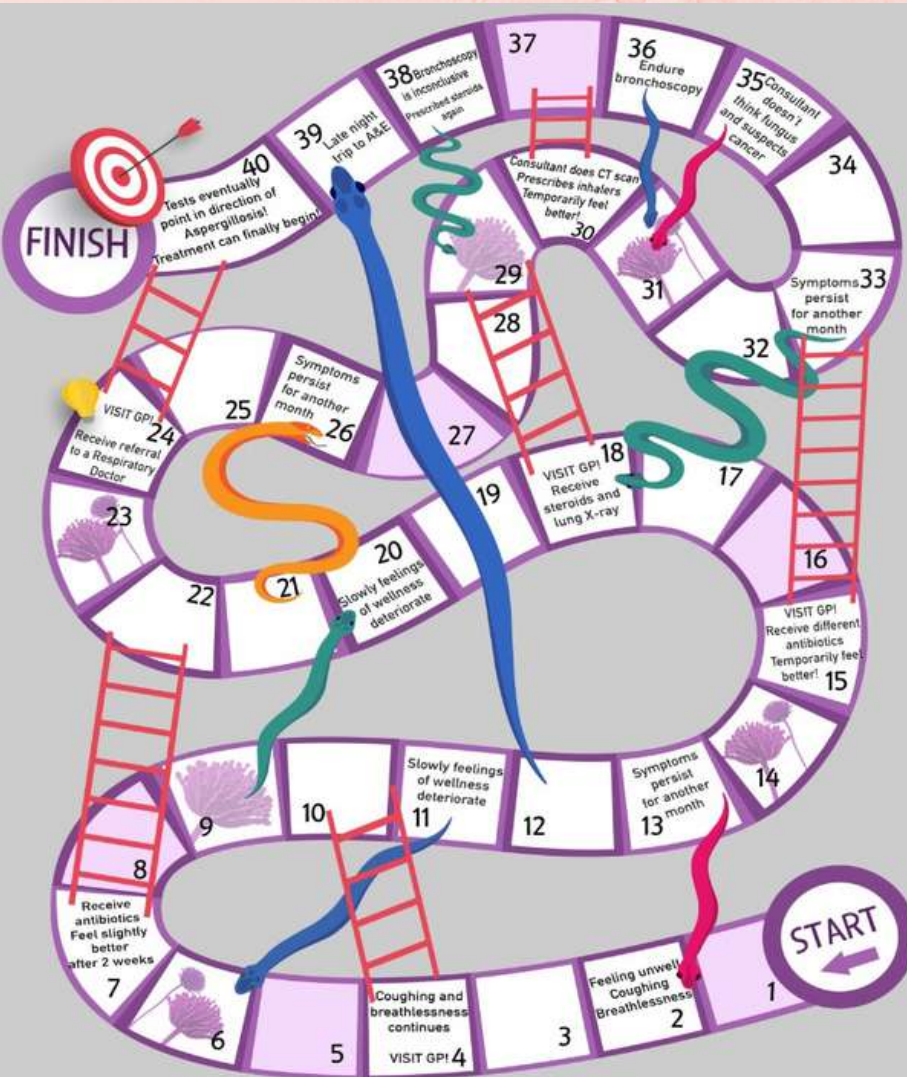 START
1
Feeling unwell
Coughing
Breathlessness
2
3
Coughing and
breathlessness
continues
VISIT GP! 4
5
6
Receive
antibiotics
Feel slightly
better
after 2 weeks
7
8
9
10
Slowly feelings
of wellness
deteriorate
11
12
Symptoms
persist
for another
13 month
14
VISIT GP!
Receive different
antibiotics
Temporarily feel
better! 15
16
17
18
VISIT GP!
Receive
steroids and
lung X-ray
19
20
Slowly feelings
of wellness
deteriorate
21
22
23
VISIT GP!
24
Receive referral
to a Respiratory
Doctor
25
Symptoms
persist
for another
month 26
27
28
29
Consultant does CT scan
Prescribes inhalers
Temporarily feel
better!
30
31
32
Symptoms 33
persist
for another
month
34
35 Consultant
doesn't
think fungus
and suspects
cancer
36
Endure
bronchoscopy
37
38 Bronchoscopy
is inconclusive
Prescribed steroids
again
39
Late night
trip to A&E
40
Tests eventually
point in direction of
Aspergillosis!
Treatment can finally begin!
FINISH